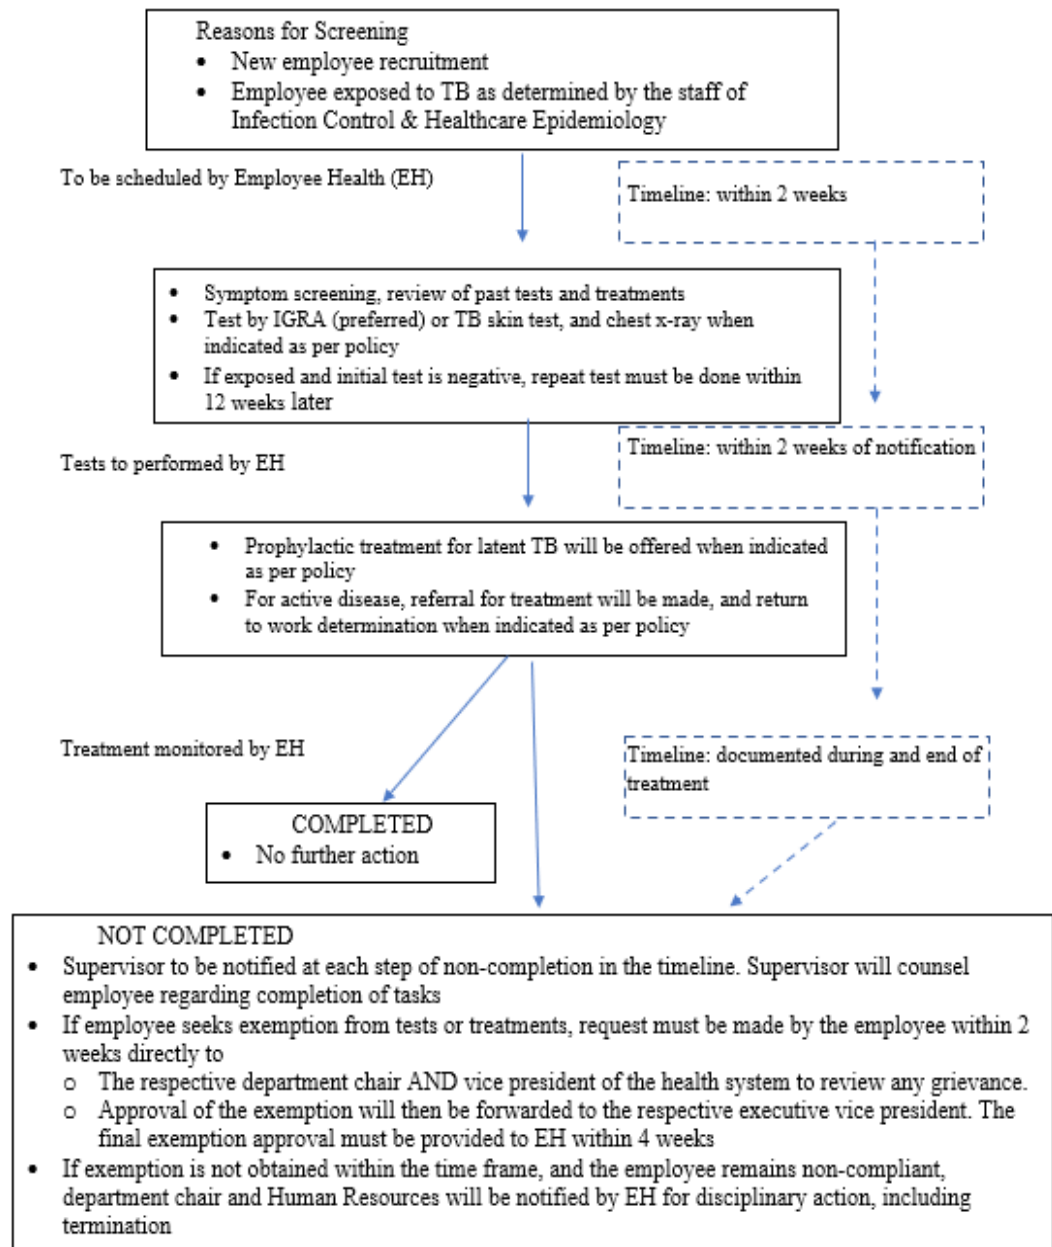 Reasons for Screening
• New employee recruitment
• Employee exposed to TB as determined by the staff of
Infection Control & Healthcare Epidemiology
To be scheduled by Employee Health (EH)
Timeline: within 2 weeks
• Symptom screening, review of past tests and treatments
• Test by IGRA (preferred) or TB skin test, and chest x-ray when
indicated as per policy
• If exposed and initial test is negative, repeat test must be done within
12 weeks later
Tests to performed by EH
Timeline: within 2 weeks of notification
• Prophylactic treatment for latent TB will be offered when indicated
as per policy
• For active disease, referral for treatment will be made, and return
to work determination when indicated as per policy
Treatment monitored by EH
Timeline: documented during and end of
treatment
COMPLETED
• No further action
NOT COMPLETED
• Supervisor to be notified at each step of non-completion in the timeline. Supervisor will counsel
employee regarding completion of tasks
• If employee seeks exemption from tests or treatments, request must be made by the employee within 2
weeks directly to
o The respective department chair AND vice president of the health system to review any grievance.
o Approval of the exemption will then be forwarded to the respective executive vice president. The
final exemption approval must be provided to EH within 4 weeks
• If exemption is not obtained within the time frame, and the employee remains non-compliant,
department chair and Human Resources will be notified by EH for disciplinary action, including
termination